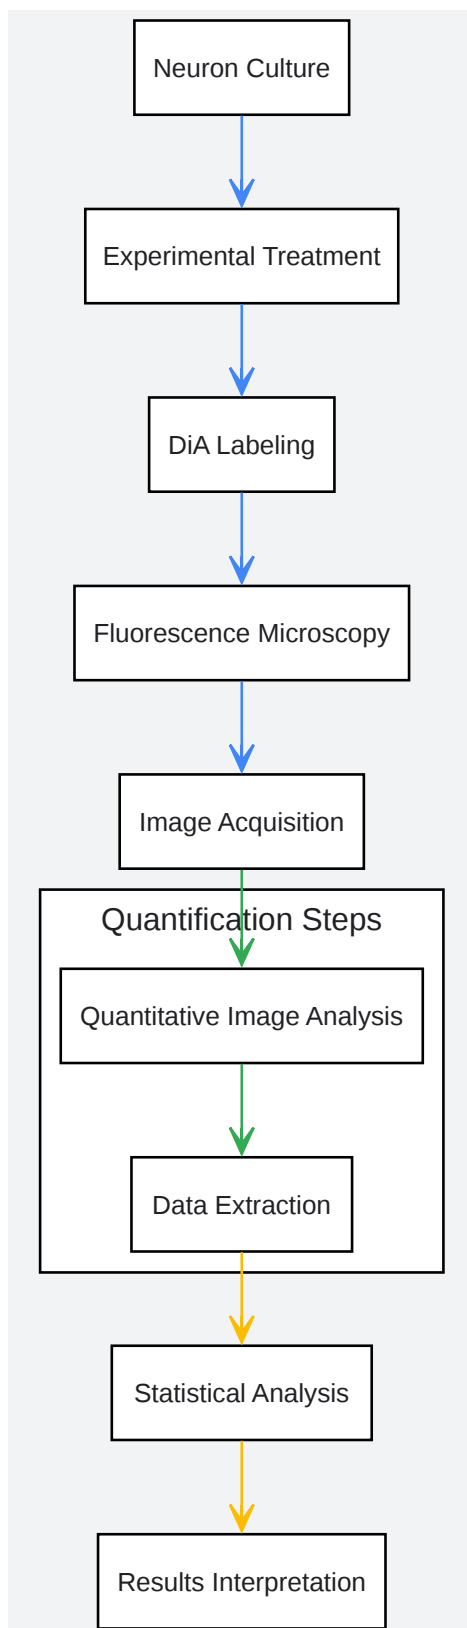 Neuron Culture
Experimental Treatment
DiA Labeling
Fluorescence Microscopy
Image Acquisition
Quantification Steps
Quantitative Image Analysis
Data Extraction
Statistical Analysis
Results Interpretation